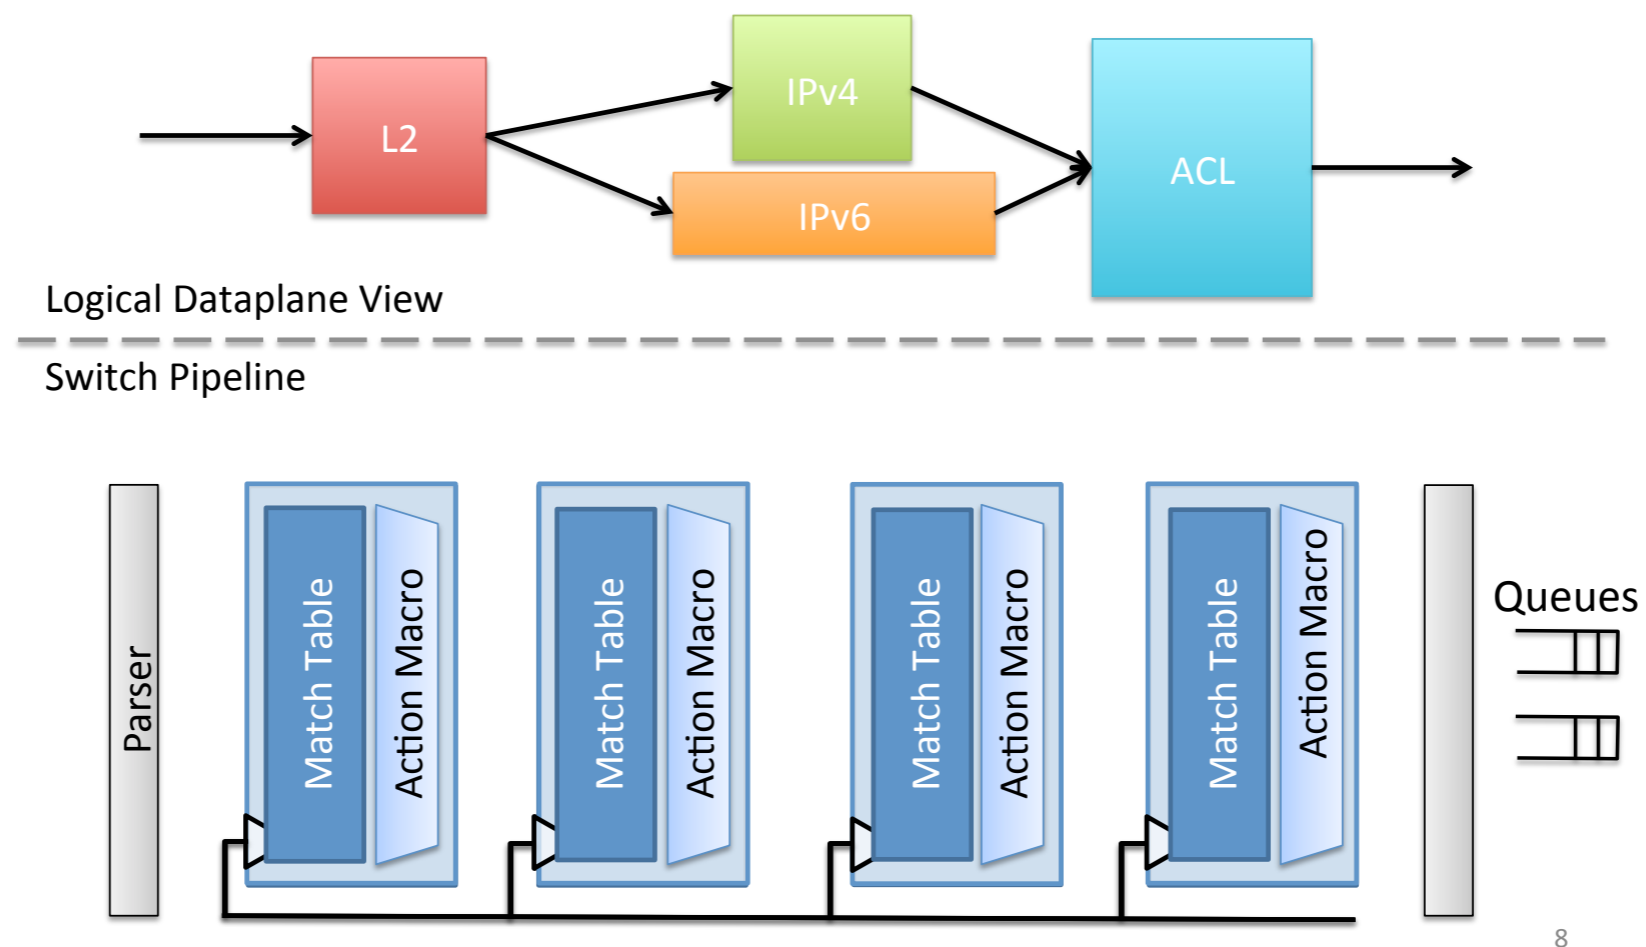 L2
IPv4
IPv6
ACL
Logical Dataplane View
Switch Pipeline
Parser
Match Table
Action Macro
Match Table
Action Macro
Match Table
Action Macro
Match Table
Action Macro
Queues
8